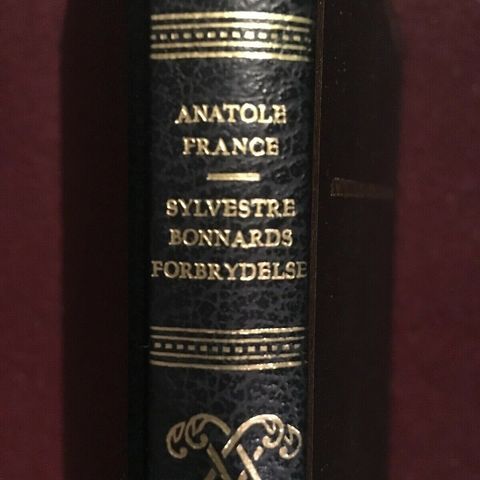 ANATOLE
FRANCE
SYLVESTRE
BONNARDS
FORBRYDELSE